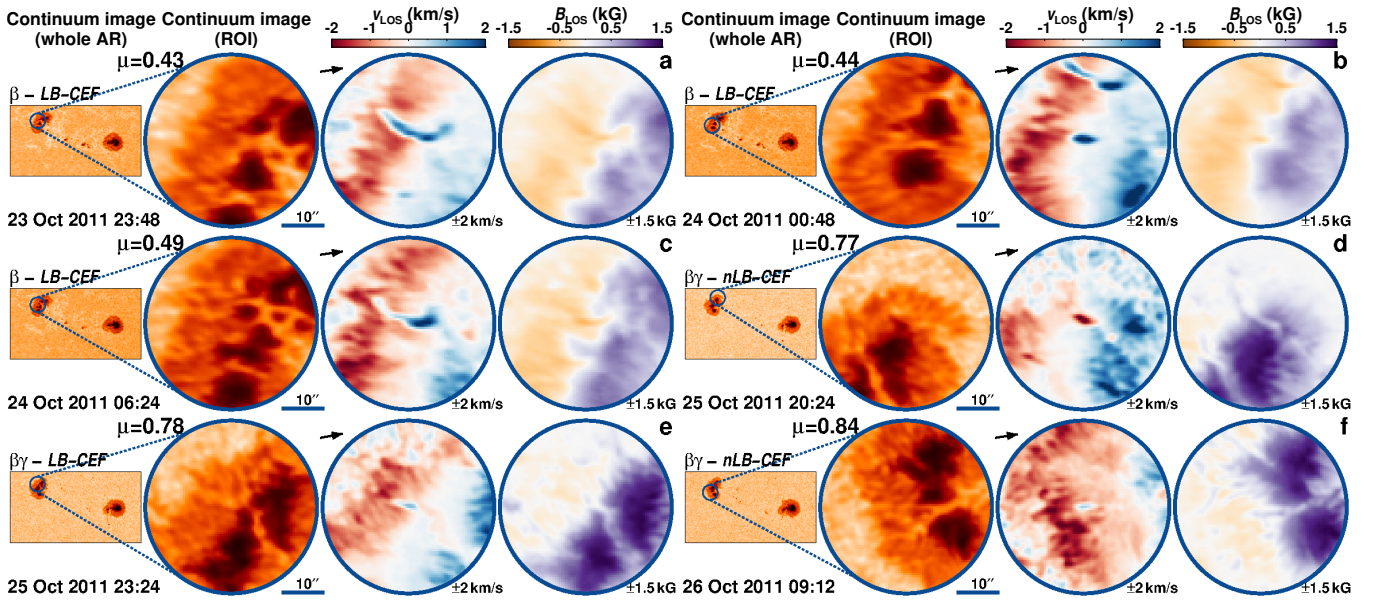 Continuum image Continuum image v_LOS (km/s) B_LOS (kG) Continuum image Continuum image v_LOS (km/s) B_LOS (kG)
(whole AR) (ROI) -2 -1 0 1 2 -1.5 -0.5 0.5 1.5 (whole AR) (ROI) -2 -1 0 1 2 -1.5 -0.5 0.5 1.5
μ=0.43 a
β – LB–CEF
23 Oct 2011 23:48 10″ ±2 km/s ±1.5 kG
μ=0.44 b
β – LB–CEF
24 Oct 2011 00:48 10″ ±2 km/s ±1.5 kG
μ=0.49 c
β – LB–CEF
24 Oct 2011 06:24 10″ ±2 km/s ±1.5 kG
μ=0.77 d
βγ – nLB–CEF
25 Oct 2011 20:24 10″ ±2 km/s ±1.5 kG
μ=0.78 e
βγ – LB–CEF
25 Oct 2011 23:24 10″ ±2 km/s ±1.5 kG
μ=0.84 f
βγ – nLB–CEF
26 Oct 2011 09:12 10″ ±2 km/s ±1.5 kG